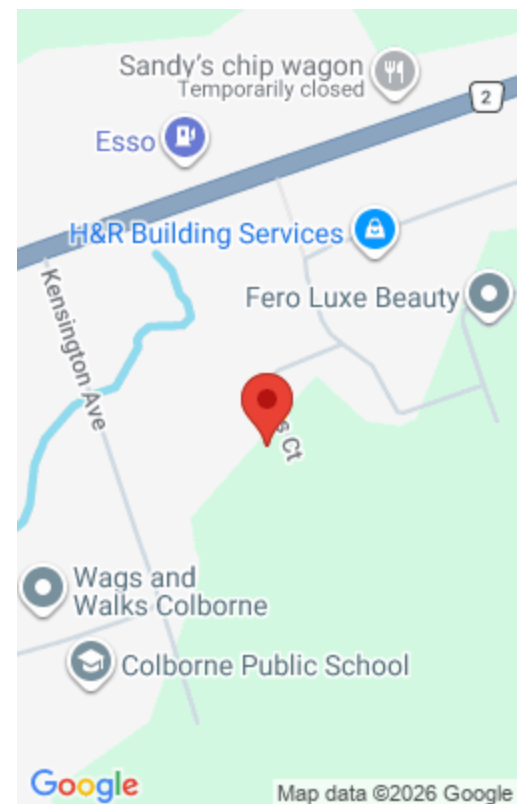 Sandy's chip wagon
Temporarily closed
2
Esso
H&R Building Services
Kensington Ave
Fero Luxe Beauty
Ct
Wags and
Walks Colborne
Colborne Public School
Google
Map data ©2026 Google